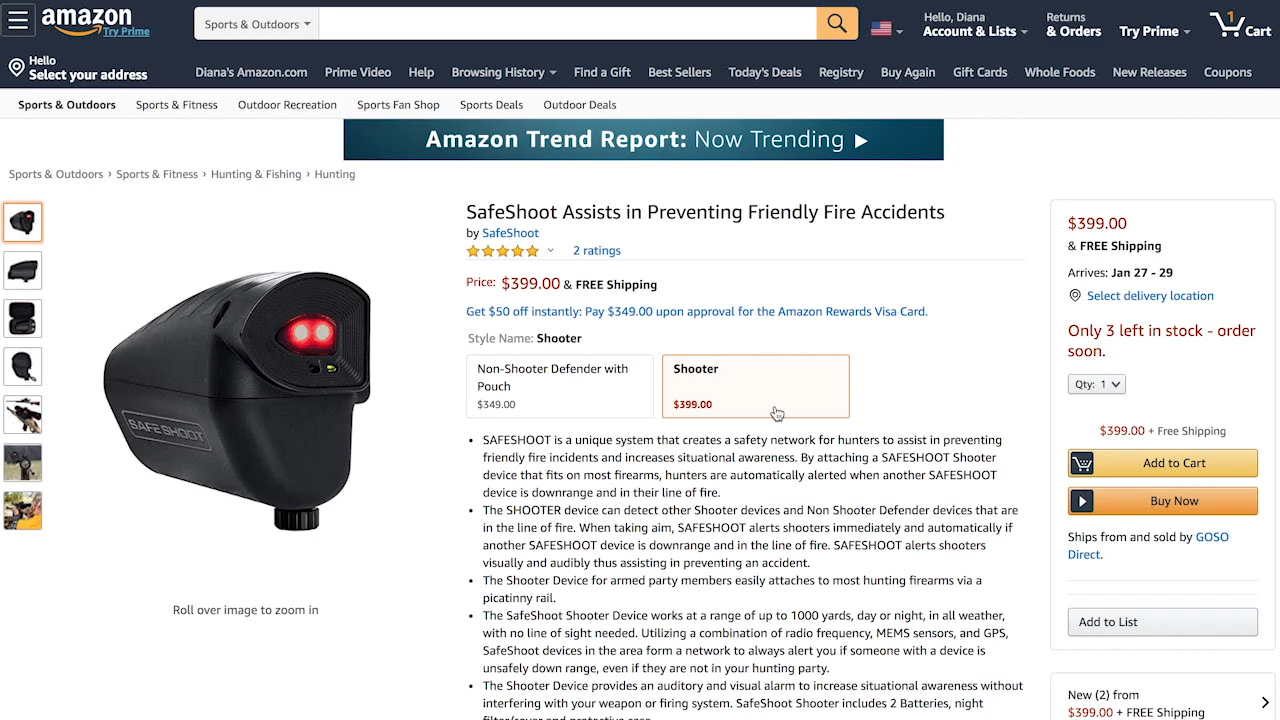 amazon
Try Prime
Sports & Outdoors
Hello, Diana
Account & Lists
Returns
& Orders
Try Prime
1
Cart
Hello
Select your address
Diana's Amazon.com
Prime Video
Help
Browsing History
Find a Gift
Best Sellers
Today's Deals
Registry
Buy Again
Gift Cards
Whole Foods
New Releases
Coupons
Sports & Outdoors
Sports & Fitness
Outdoor Recreation
Sports Fan Shop
Sports Deals
Outdoor Deals
Amazon Trend Report: Now Trending
Sports & Outdoors › Sports & Fitness › Hunting & Fishing › Hunting
SAFE SHOOT
Roll over image to zoom in
SafeShoot Assists in Preventing Friendly Fire Accidents
by SafeShoot
2 ratings
Price: $399.00 & FREE Shipping
Get $50 off instantly: Pay $349.00 upon approval for the Amazon Rewards Visa Card.
Style Name: Shooter
Non-Shooter Defender with
Pouch
$349.00
Shooter
$399.00
• SAFESHOOT is a unique system that creates a safety network for hunters to assist in preventing
friendly fire incidents and increases situational awareness. By attaching a SAFESHOOT Shooter
device that fits on most firearms, hunters are automatically alerted when another SAFESHOOT
device is downrange and in their line of fire.
• The SHOOTER device can detect other Shooter devices and Non Shooter Defender devices that are
in the line of fire. When taking aim, SAFESHOOT alerts shooters immediately and automatically if
another SAFESHOOT device is downrange and in the line of fire. SAFESHOOT alerts shooters
visually and audibly thus assisting in preventing an accident.
• The Shooter Device for armed party members easily attaches to most hunting firearms via a
picatinny rail.
• The SafeShoot Shooter Device works at a range of up to 1000 yards, day or night, in all weather,
with no line of sight needed. Utilizing a combination of radio frequency, MEMS sensors, and GPS,
SafeShoot devices in the area form a network to always alert you if someone with a device is
unsafely down range, even if they are not in your hunting party.
• The Shooter Device provides an auditory and visual alarm to increase situational awareness without
interfering with your weapon or firing system. SafeShoot Shooter includes 2 Batteries, night
filter/cover and protective case.
$399.00
& FREE Shipping
Arrives: Jan 27 - 29
Select delivery location
Only 3 left in stock - order
soon.
Qty: 1
$399.00 + Free Shipping
Add to Cart
Buy Now
Ships from and sold by GOSO
Direct.
Add to List
New (2) from
$399.00 + FREE Shipping